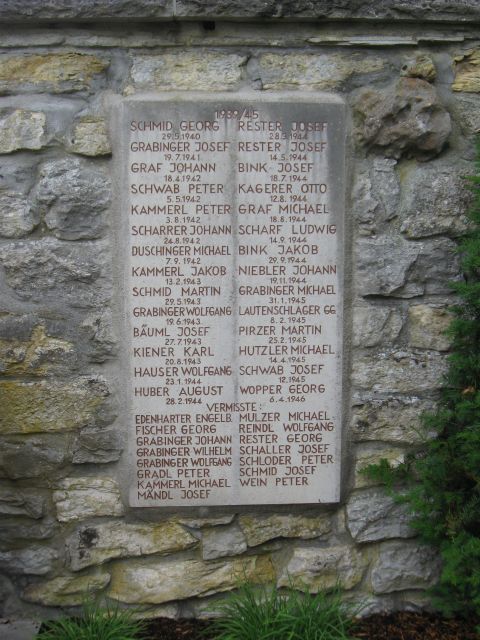 1939/45
SCHMID GEORG
29.5.1940
GRABINGER JOSEF
19.7.1941
GRAF JOHANN
18.4.1942
SCHWAB PETER
5.5.1942
KAMMERL PETER
3.8.1942
SCHARRER JOHANN
24.8.1942
DUSCHINGER MICHAEL
7.9.1942
KAMMERL JAKOB
13.2.1943
SCHMID MARTIN
29.5.1943
GRABINGER WOLFGANG
19.6.1943
BÄUML JOSEF
27.7.1943
KIENER KARL
20.8.1943
HAUSER WOLFGANG
23.1.1944
HUBER AUGUST
28.2.1944
RESTER JOSEF
28.3.1944
RESTER JOSEF
14.5.1944
BINK JOSEF
18.7.1944
KAGERER OTTO
12.8.1944
GRAF MICHAEL
18.8.1944
SCHARF LUDWIG
14.9.1944
BINK JAKOB
29.9.1944
NIEBLER JOHANN
19.11.1944
GRABINGER MICHAEL
31.1.1945
LAUTENSCHLAGER GG
8.2.1945
PIRZER MARTIN
25.2.1945
HUTZLER MICHAEL
14.4.1945
SCHWAB JOSEF
12.1945
WOPPER GEORG
6.4.1946
VERMISSTE:
EDENHARTER ENGELB.
FISCHER GEORG
GRABINGER JOHANN
GRABINGER WILHELM
GRABINGER WOLFGANG
GRADL PETER
KAMMERL MICHAEL
MÄNDL JOSEF
MULZER MICHAEL
REINDL WOLFGANG
RESTER GEORG
SCHALLER JOSEF
SCHLODER PETER
SCHMID JOSEF
WEIN PETER